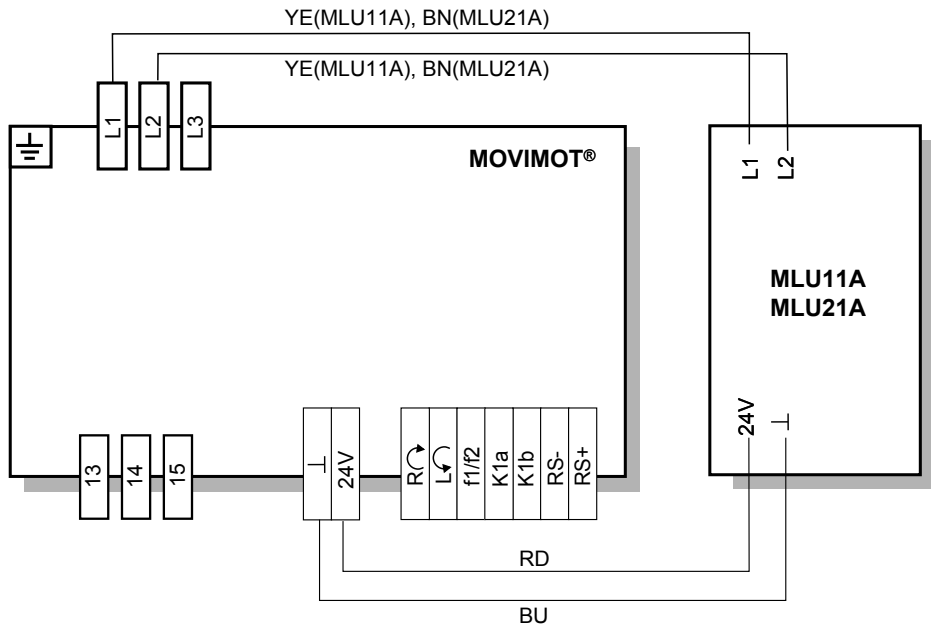 YE(MLU11A), BN(MLU21A)
YE(MLU11A), BN(MLU21A)
L1
L2
L3
MOVIMOT®
L1
L2
MLU11A
MLU21A
24V
⊥
13
14
15
⊥
24V
R
L
f1/f2
K1a
K1b
RS-
RS+
RD
BU